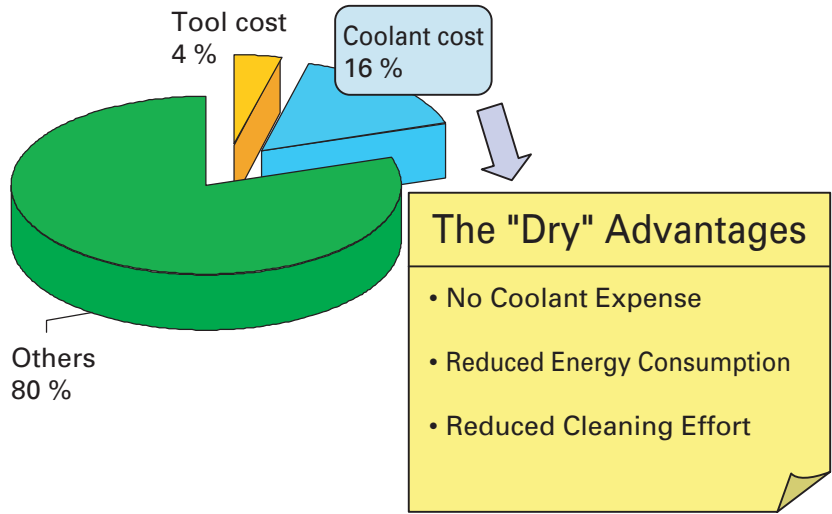 Tool cost
4 %
Coolant cost
16 %
The "Dry" Advantages
• No Coolant Expense
• Reduced Energy Consumption
• Reduced Cleaning Effort
Others
80 %